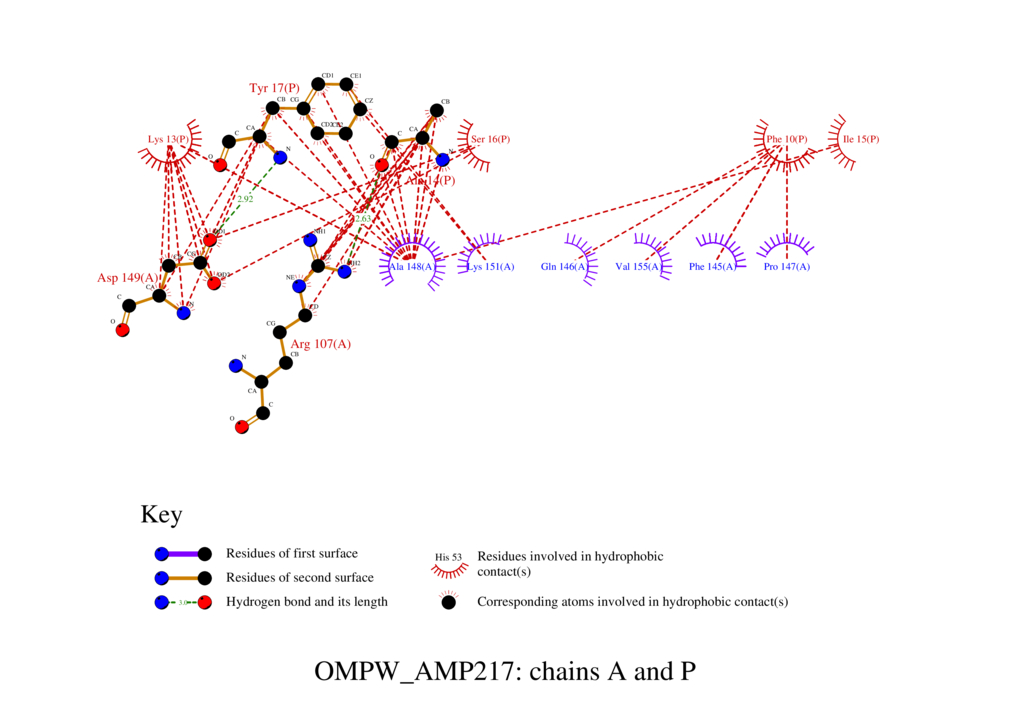 CD1 CE1
Tyr 17(P)
CB CG CZ CB
CA CA
Lys 13(P) C C Ser 16(P) Phe 10(P) Ile 15(P)
N N
O O
Ala 14(P)
2.92
2.63
NH1
NH2
Ala 148(A) Lys 151(A) Gln 146(A) Val 155(A) Phe 145(A) Pro 147(A)
Asp 149(A) NE
CA
C CD
O CG
Arg 107(A)
N CB
CA
C
O
Key
Residues of first surface
Residues of second surface
3.0 Hydrogen bond and its length
His 53 Residues involved in hydrophobic
contact(s)
Corresponding atoms involved in hydrophobic contact(s)
OMPW_AMP217: chains A and P